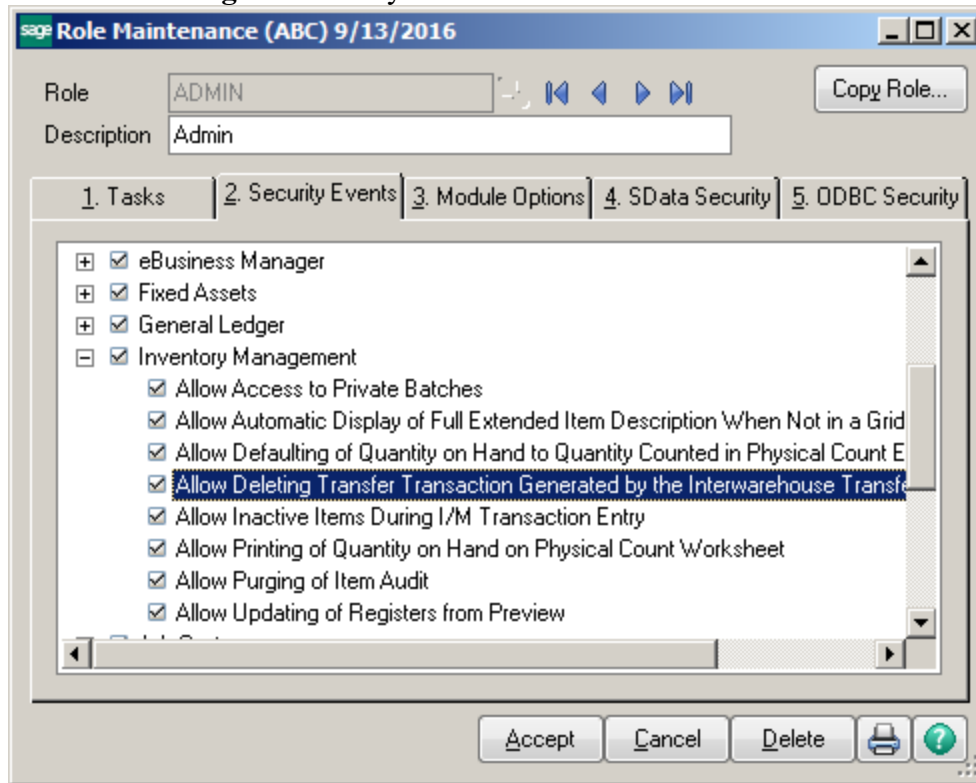 sage Role Maintenance (ABC) 9/13/2016
Role ADMIN Copy Role...
Description Admin
1. Tasks 2. Security Events 3. Module Options 4. SData Security 5. ODBC Security
eBusiness Manager
Fixed Assets
General Ledger
Inventory Management
Allow Access to Private Batches
Allow Automatic Display of Full Extended Item Description When Not in a Grid
Allow Defaulting of Quantity on Hand to Quantity Counted in Physical Count E
Allow Deleting Transfer Transaction Generated by the Interwarehouse Transfe
Allow Inactive Items During I/M Transaction Entry
Allow Printing of Quantity on Hand on Physical Count Worksheet
Allow Purging of Item Audit
Allow Updating of Registers from Preview
Accept Cancel Delete